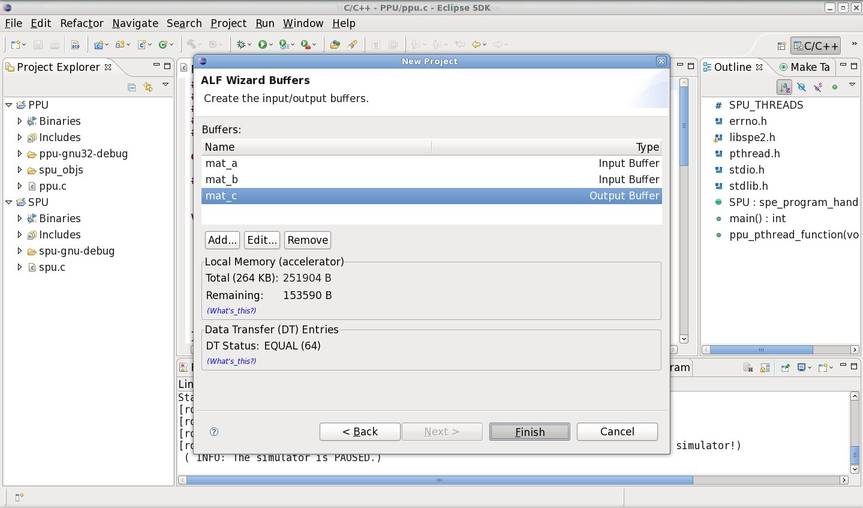 C/C++ - PPU/ppu.c - Eclipse SDK
File Edit Refactor Navigate Search Project Run Window Help
C/C++
Project Explorer
PPU
Binaries
Includes
ppu-gnu32-debug
spu_objs
ppu.c
SPU
Binaries
Includes
spu-gnu-debug
spu.c
New Project
ALF Wizard Buffers
Create the input/output buffers.
Buffers:
Name Type
mat_a Input Buffer
mat_b Input Buffer
mat_c Output Buffer
Add... Edit... Remove
Local Memory (accelerator)
Total (264 KB): 251904 B
Remaining: 153590 B
(What's_this?)
Data Transfer (DT) Entries
DT Status: EQUAL (64)
(What's_this?)
< Back Next > Finish Cancel
Outline Make Ta
SPU_THREADS
errno.h
libspe2.h
pthread.h
stdio.h
stdlib.h
SPU : spe_program_hand
main() : int
ppu_pthread_function(vo
ram
Lin
Sta
[ro
[ro
[ro
[ro simulator!)
( INFO: The simulator is PAUSED.)